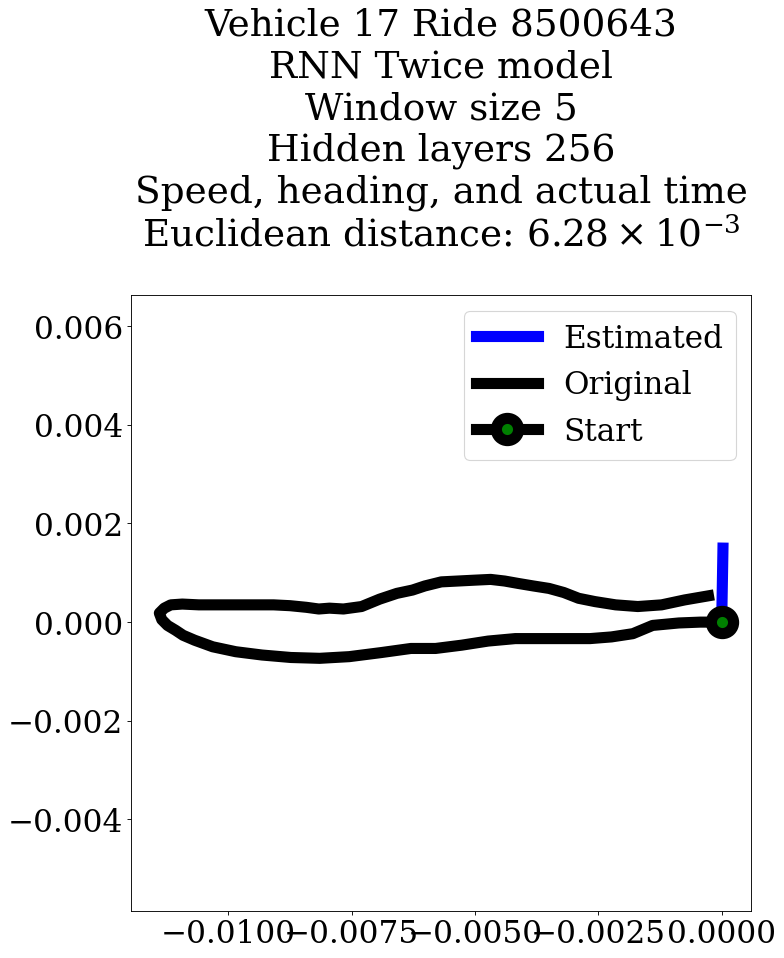 Vehicle 17 Ride 8500643
RNN Twice model
Window size 5
Hidden layers 256
Speed, heading, and actual time
Euclidean distance: 6.28 × 10⁻³
Estimated
Original
Start
0.006
0.004
0.002
0.000
−0.002
−0.004
−0.0100 −0.0075 −0.0050 −0.0025 0.0000